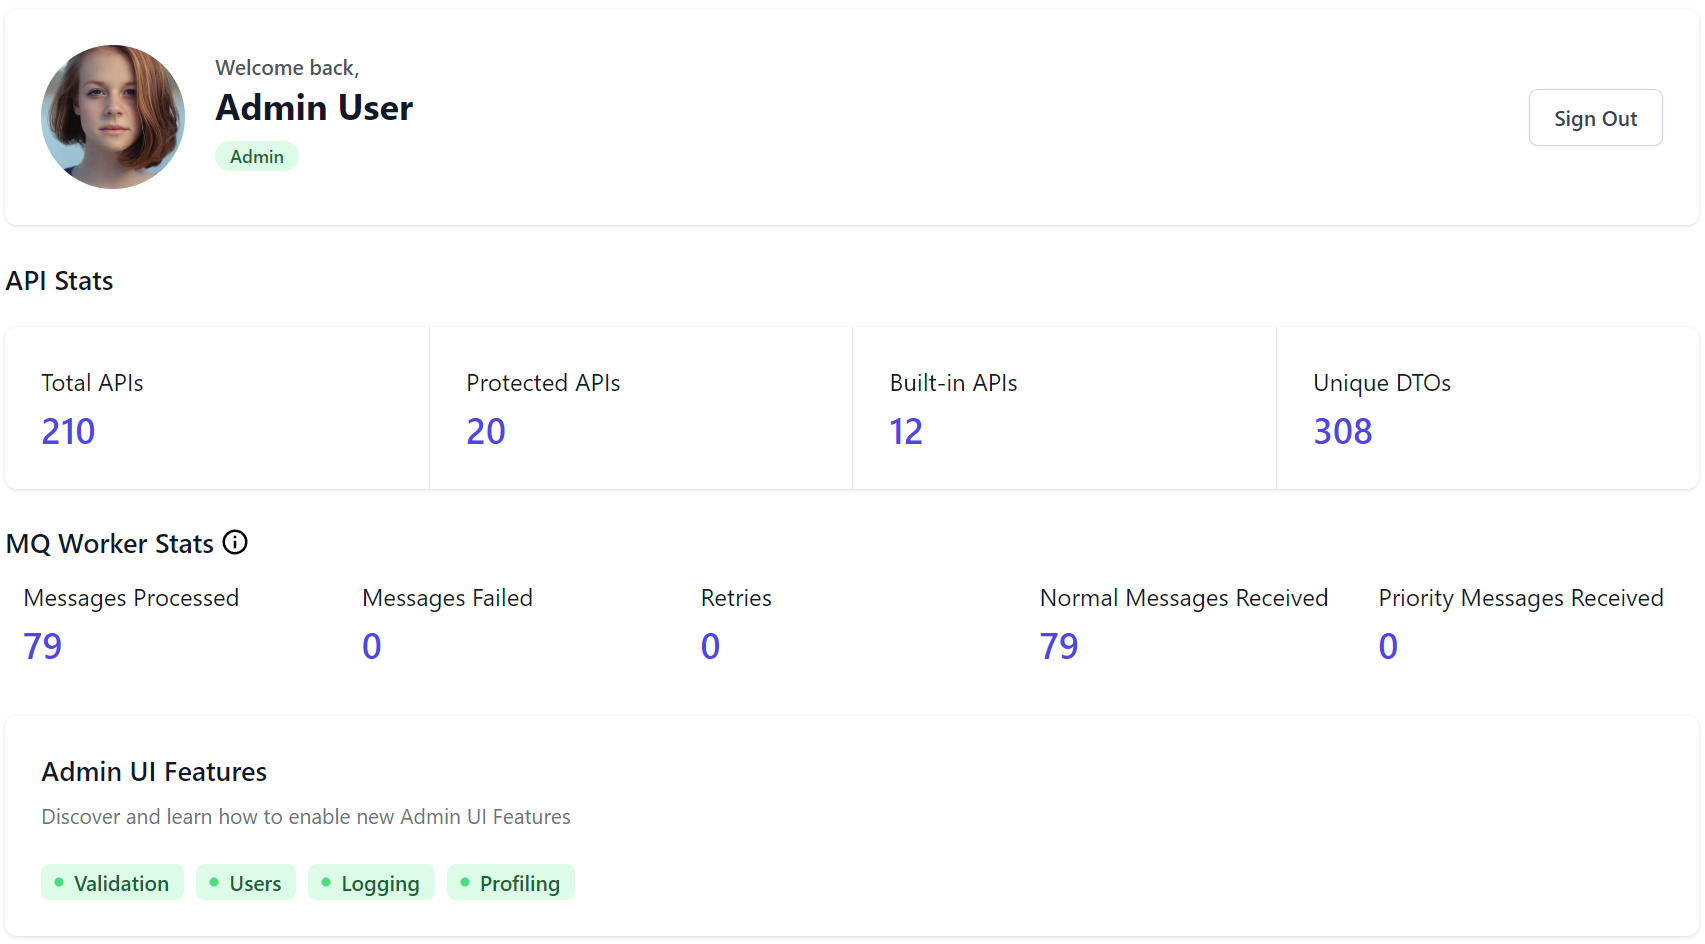 Welcome back,
Admin User
Admin
Sign Out
API Stats
Total APIs
210
Protected APIs
20
Built-in APIs
12
Unique DTOs
308
MQ Worker Stats
Messages Processed
79
Messages Failed
0
Retries
0
Normal Messages Received
79
Priority Messages Received
0
Admin UI Features
Discover and learn how to enable new Admin UI Features
Validation
Users
Logging
Profiling